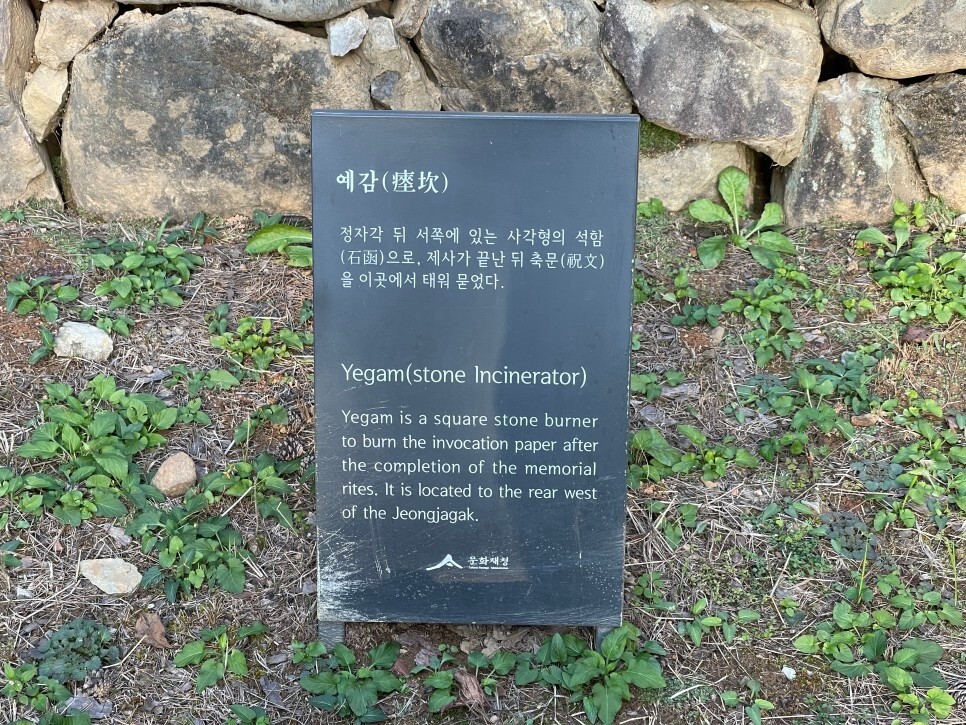 예감(瘞坎)
정자각 뒤 서쪽에 있는 사각형의 석함
(石函)으로, 제사가 끝난 뒤 축문(祝文)
을 이곳에서 태워 묻었다.
Yegam(stone Incinerator)
Yegam is a square stone burner
to burn the invocation paper after
the completion of the memorial
rites. It is located to the rear west
of the Jeongjagak.
문화재청